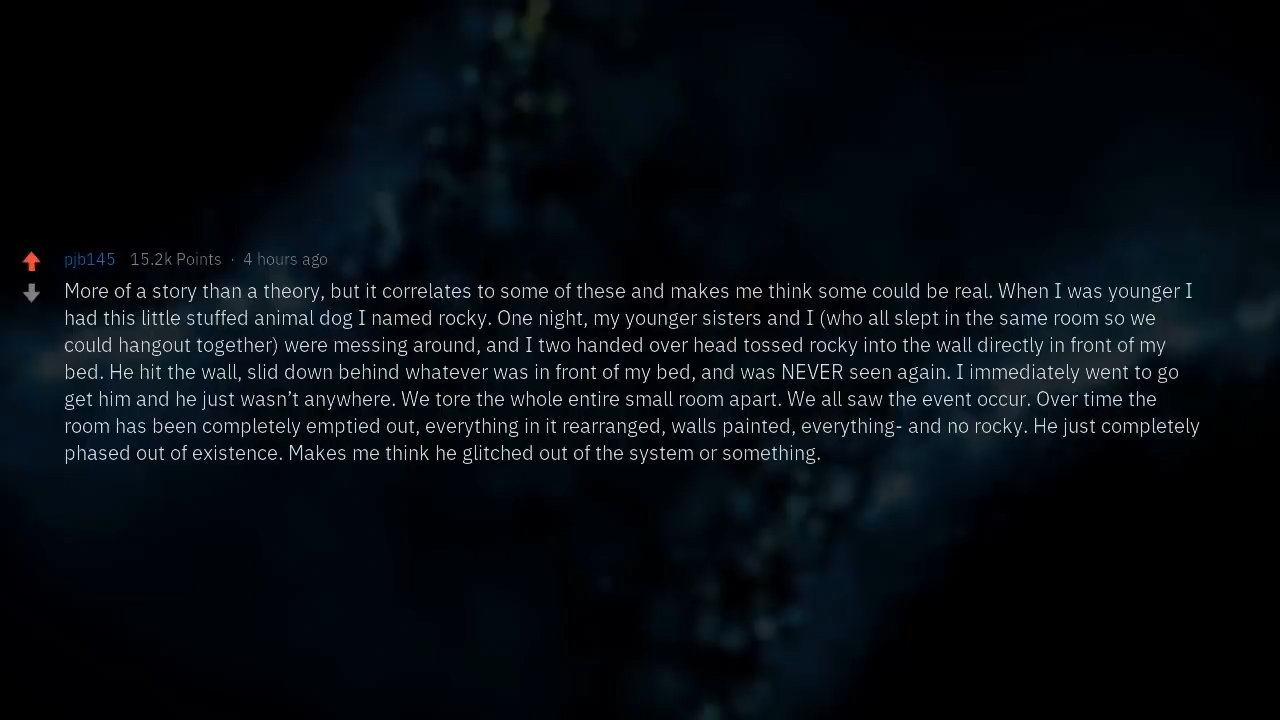 pjb145 15.2k Points · 4 hours ago
More of a story than a theory, but it correlates to some of these and makes me think some could be real. When I was younger I
had this little stuffed animal dog I named rocky. One night, my younger sisters and I (who all slept in the same room so we
could hangout together) were messing around, and I two handed over head tossed rocky into the wall directly in front of my
bed. He hit the wall, slid down behind whatever was in front of my bed, and was NEVER seen again. I immediately went to go
get him and he just wasn’t anywhere. We tore the whole entire small room apart. We all saw the event occur. Over time the
room has been completely emptied out, everything in it rearranged, walls painted, everything- and no rocky. He just completely
phased out of existence. Makes me think he glitched out of the system or something.